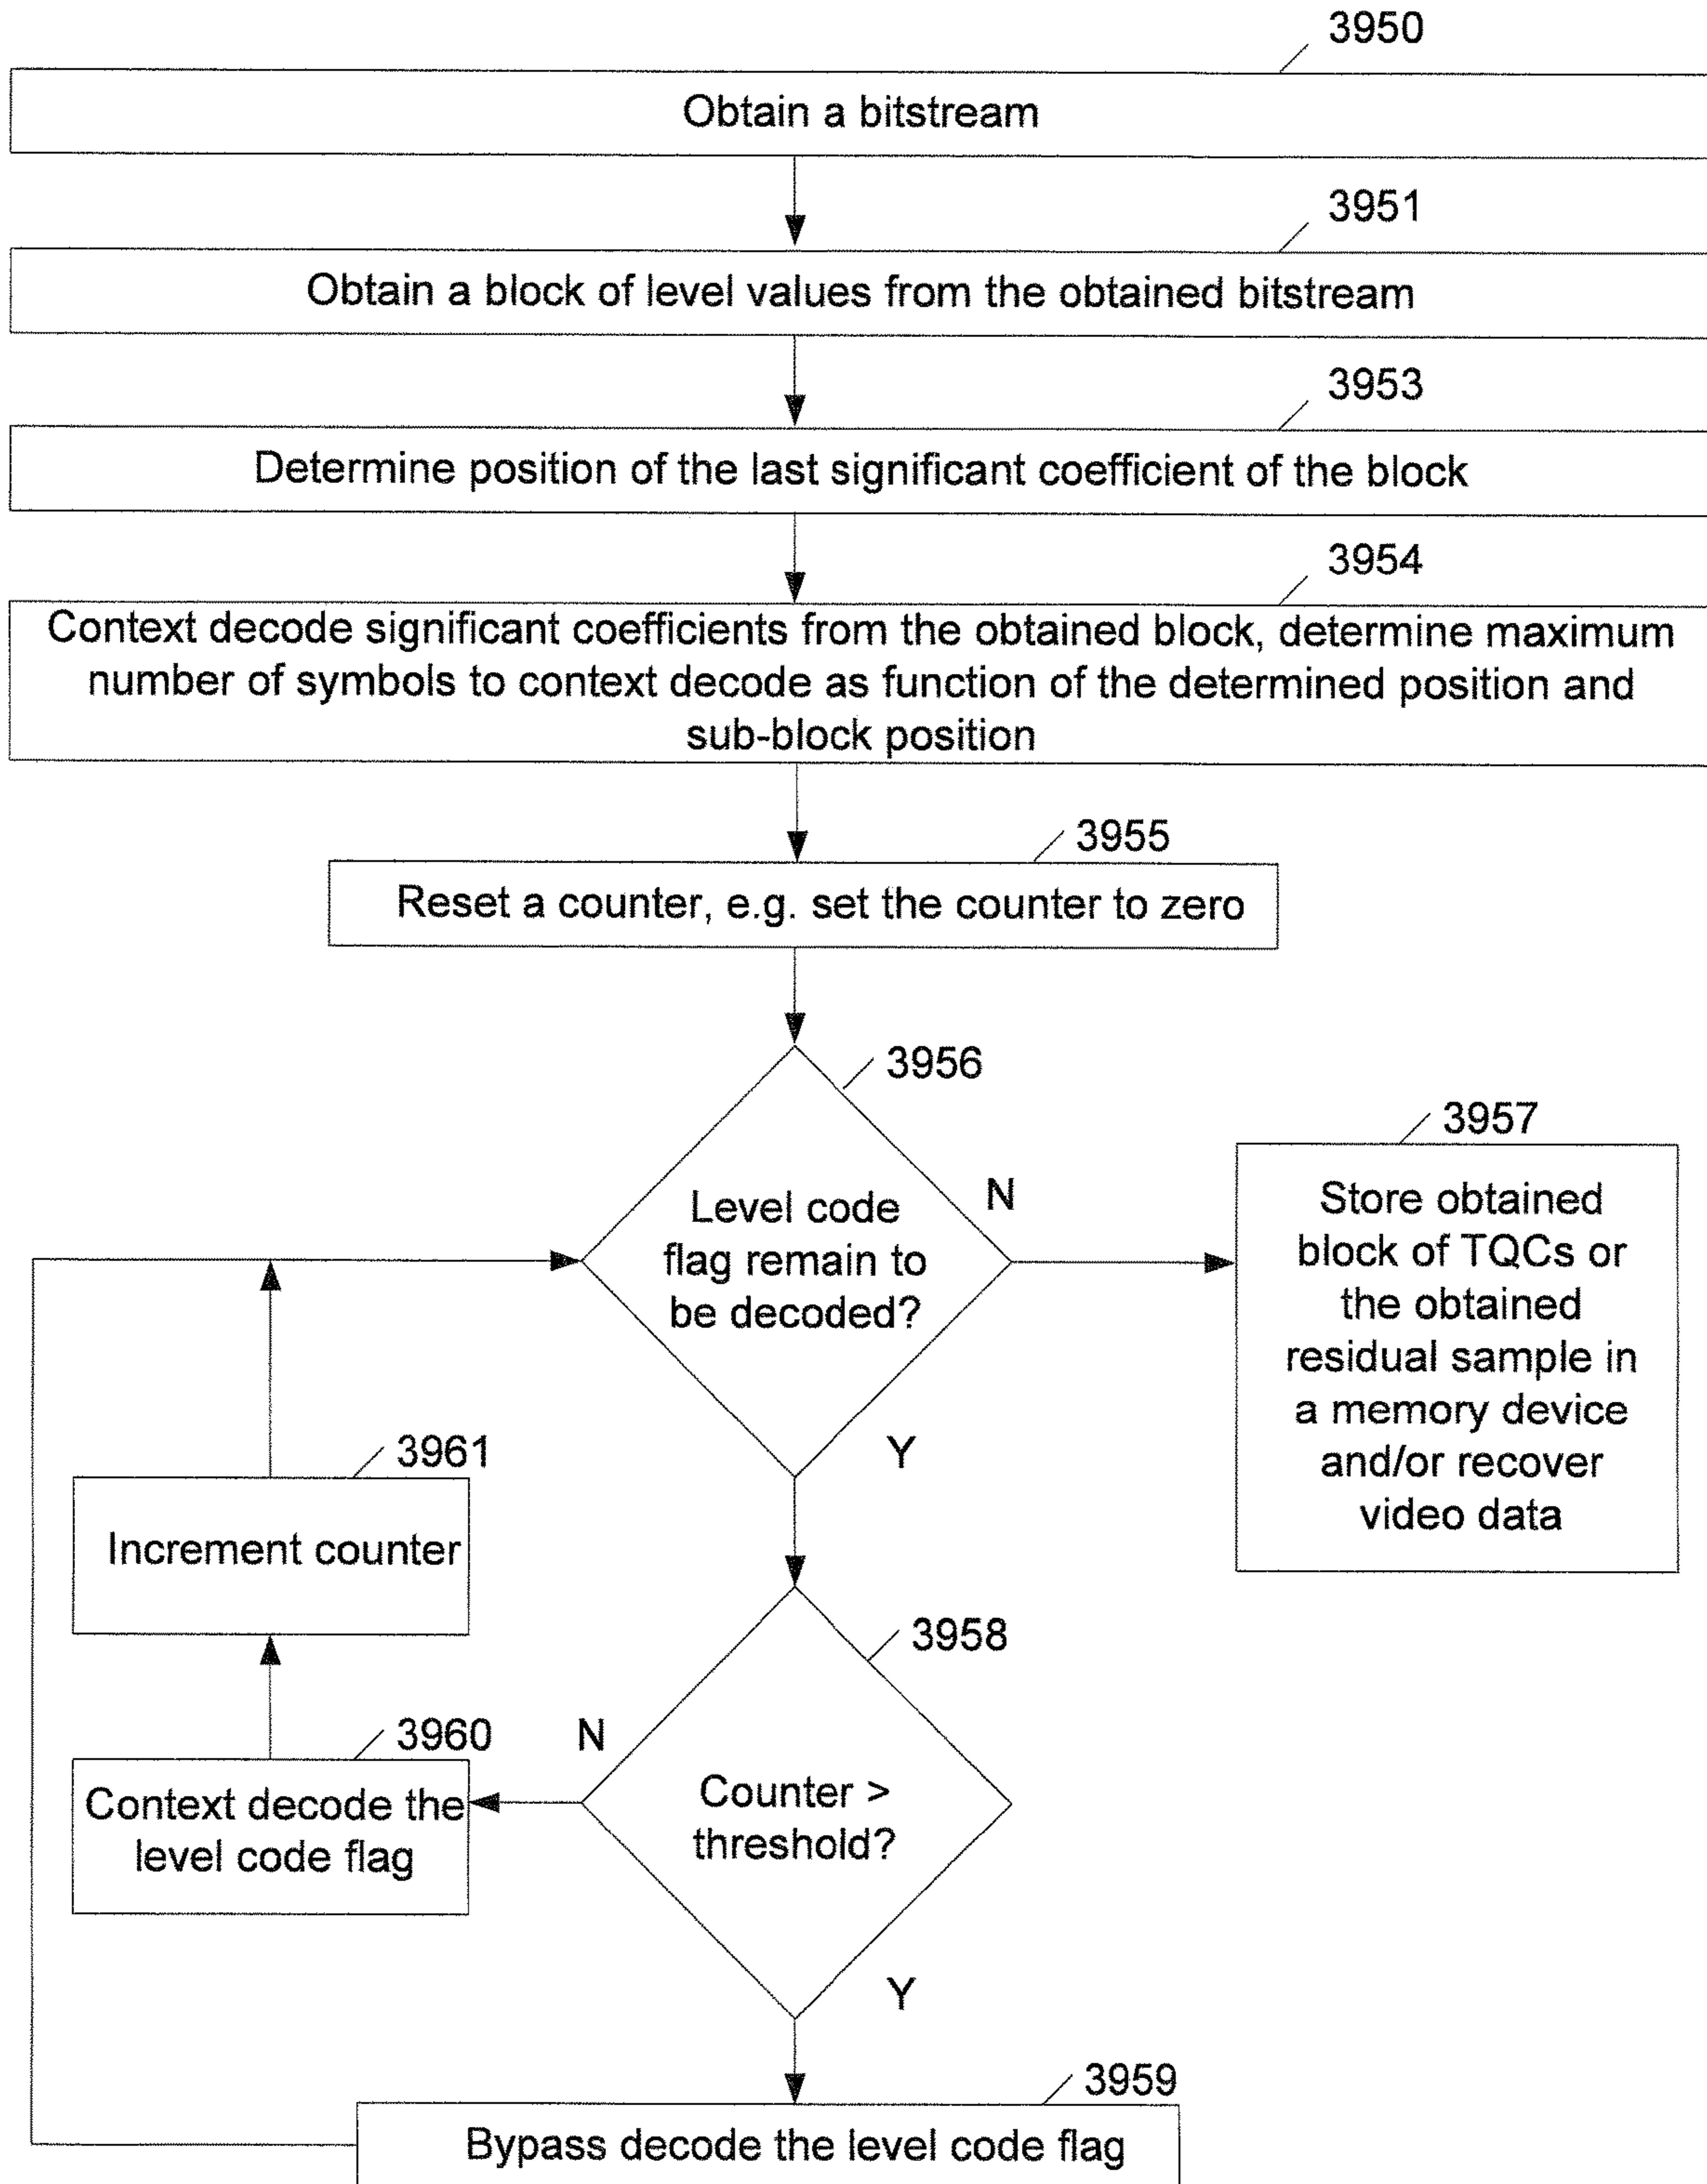 3950
Obtain a bitstream
3951
Obtain a block of level values from the obtained bitstream
3953
Determine position of the last significant coefficient of the block
3954
Context decode significant coefficients from the obtained block, determine maximum
number of symbols to context decode as function of the determined position and
sub-block position
3955
Reset a counter, e.g. set the counter to zero
3956
Level code
flag remain to
be decoded?
N
3957
Store obtained
block of TQCs or
the obtained
residual sample in
a memory device
and/or recover
video data
Y
3961
Increment counter
3958
Counter >
threshold?
N
3960
Context decode the
level code flag
Y
3959
Bypass decode the level code flag